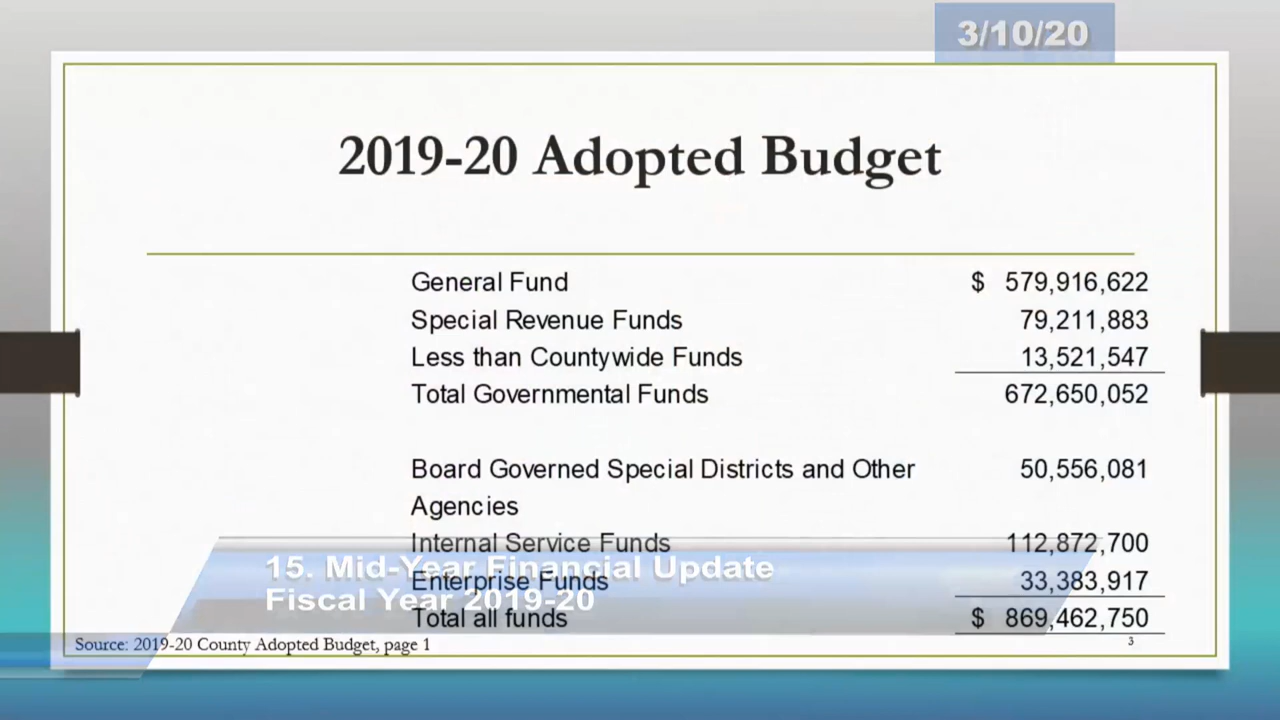 3/10/20
2019-20 Adopted Budget
General Fund $ 579,916,622
Special Revenue Funds 79,211,883
Less than Countywide Funds 13,521,547
Total Governmental Funds 672,650,052
Board Governed Special Districts and Other 50,556,081
Agencies
Internal Service Funds 112,872,700
15. Mid-Year Financial Update
Enterprise Funds 33,383,917
Fiscal Year 2019-20
Total all funds $ 869,462,750
Source: 2019-20 County Adopted Budget, page 1
3